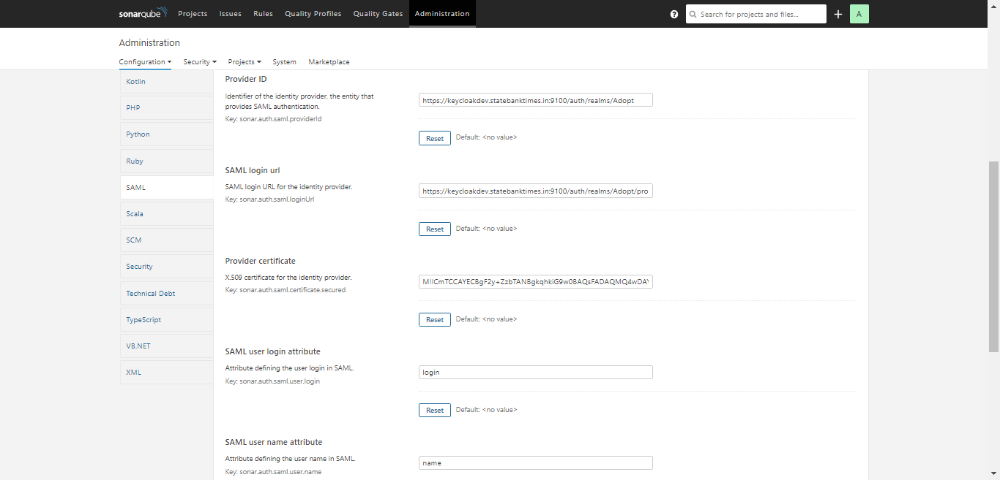 sonarqube Projects Issues Rules Quality Profiles Quality Gates Administration ? Search for projects and files... + A
Administration
Configuration Security Projects System Marketplace
Kotlin
PHP
Python
Ruby
SAML
Scala
SCM
Security
Technical Debt
TypeScript
VB.NET
XML
Provider ID
Identifier of the identity provider, the entity that
provides SAML authentication.
Key: sonar.auth.saml.providerId
https://keycloakdev.statebanktimes.in:9100/auth/realms/Adopt
Reset Default: <no value>
SAML login url
SAML login URL for the identity provider.
Key: sonar.auth.saml.loginUrl
https://keycloakdev.statebanktimes.in:9100/auth/realms/Adopt/pro
Reset Default: <no value>
Provider certificate
X.509 certificate for the identity provider.
Key: sonar.auth.saml.certificate.secured
MIICmTCCAYECBgF2y+ZzbTANBgkqhkiG9w0BAQsFADAQMQ4wDAY
Reset Default: <no value>
SAML user login attribute
Attribute defining the user login in SAML.
Key: sonar.auth.saml.user.login
login
Reset Default: <no value>
SAML user name attribute
Attribute defining the user name in SAML.
Key: sonar.auth.saml.user.name
name